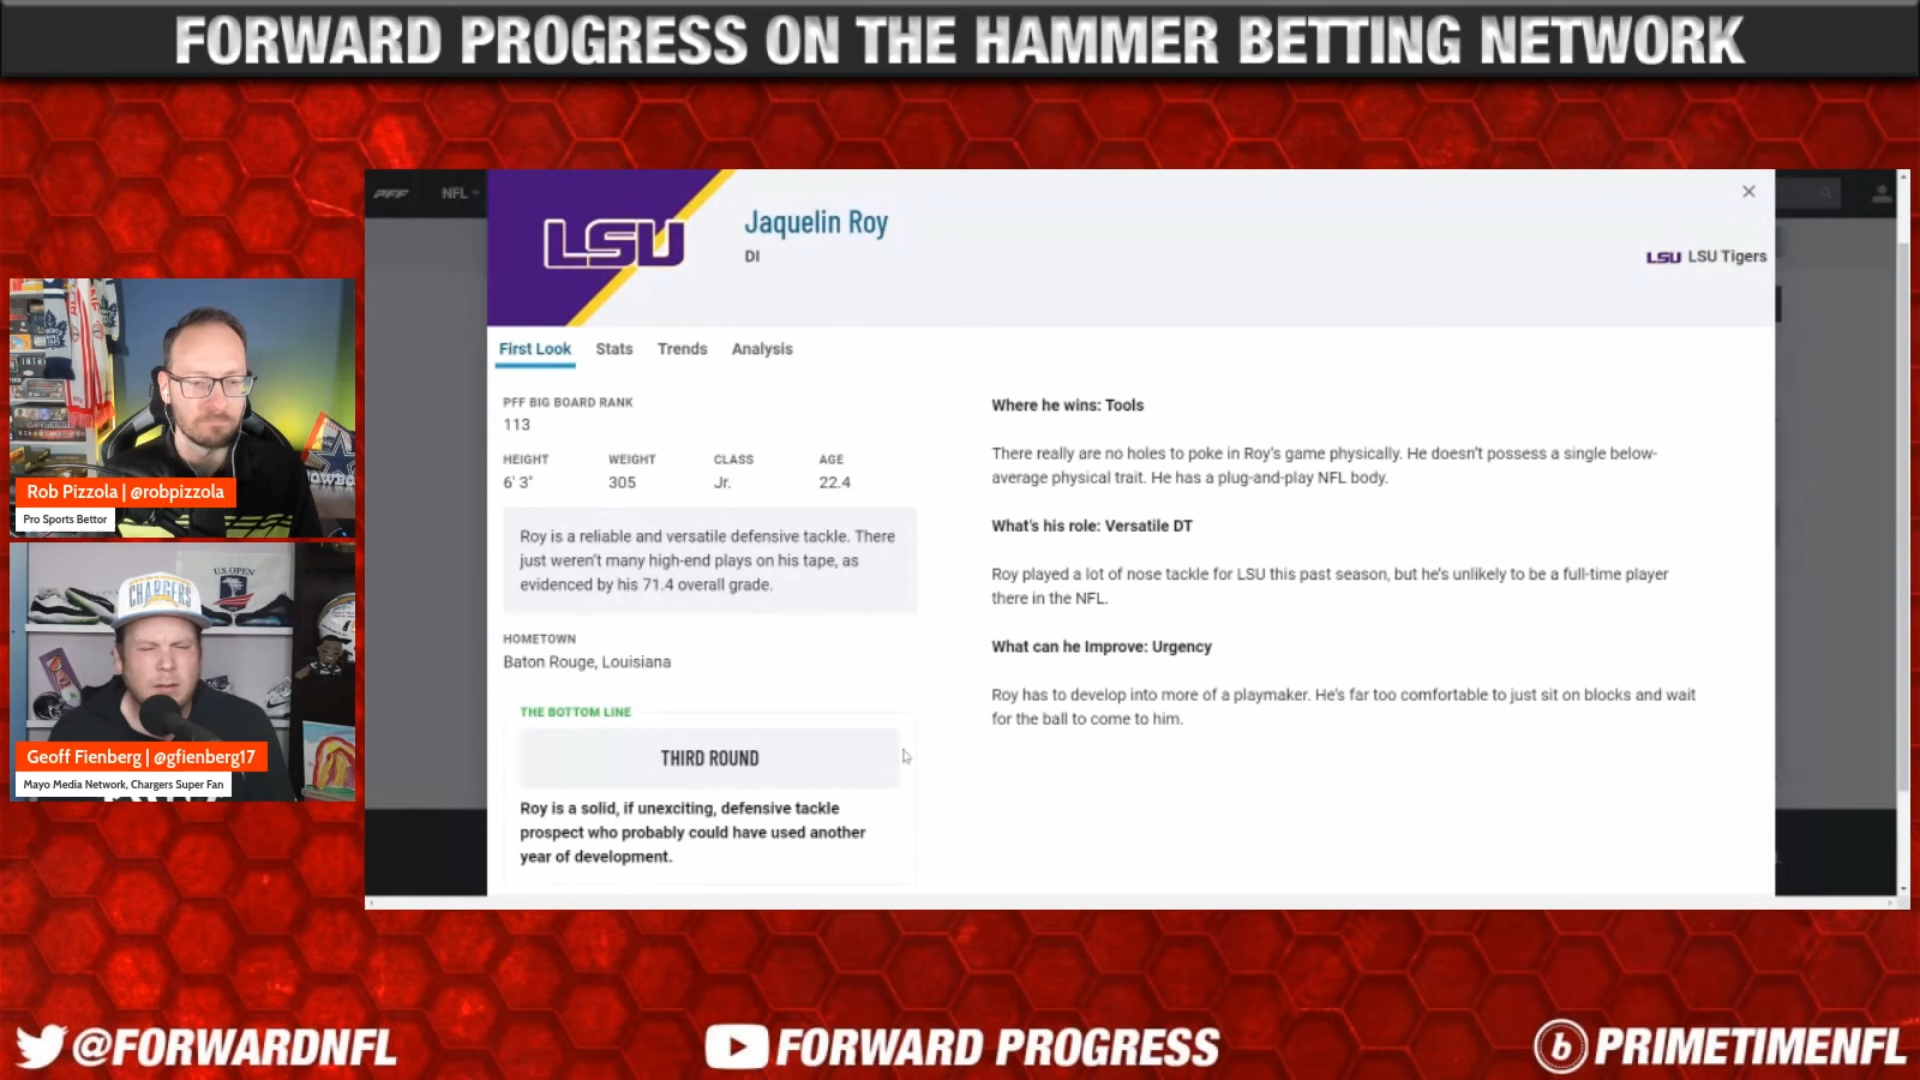 FORWARD PROGRESS ON THE HAMMER BETTING NETWORK
PFF
NFL
LSU
Jaquelin Roy
DI
LSU LSU Tigers
First Look
Stats
Trends
Analysis
PFF BIG BOARD RANK
113
HEIGHT
WEIGHT
CLASS
AGE
6' 3"
305
Jr.
22.4
Roy is a reliable and versatile defensive tackle. There
just weren't many high-end plays on his tape, as
evidenced by his 71.4 overall grade.
HOMETOWN
Baton Rouge, Louisiana
THE BOTTOM LINE
THIRD ROUND
Roy is a solid, if unexciting, defensive tackle
prospect who probably could have used another
year of development.
Where he wins: Tools
There really are no holes to poke in Roy's game physically. He doesn't possess a single below-
average physical trait. He has a plug-and-play NFL body.
What's his role: Versatile DT
Roy played a lot of nose tackle for LSU this past season, but he's unlikely to be a full-time player
there in the NFL.
What can he Improve: Urgency
Roy has to develop into more of a playmaker. He's far too comfortable to just sit on blocks and wait
for the ball to come to him.
Rob Pizzola | @robpizzola
Pro Sports Bettor
U.S. OPEN
CHARGERS
Geoff Fienberg | @gfienberg17
Mayo Media Network, Chargers Super Fan
@FORWARDNFL
FORWARD PROGRESS
b PRIMETIMENFL